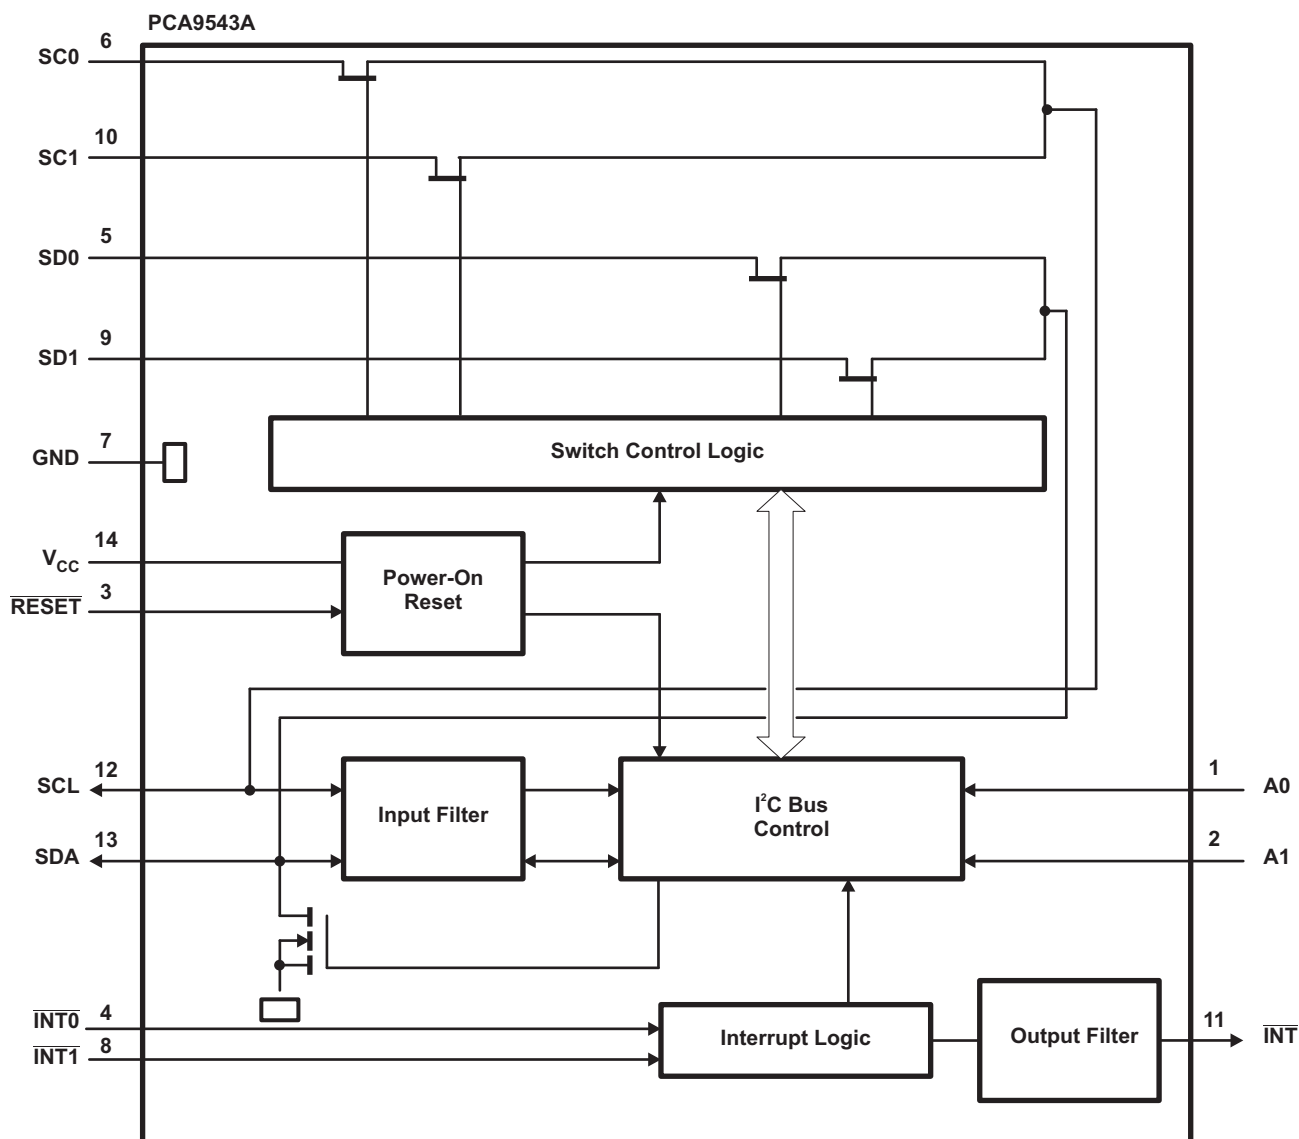 PCA9543A
SC0 6
SC1 10
SD0 5
SD1 9
GND 7
Switch Control Logic
VCC 14
RESET 3
Power-On
Reset
SCL 12
SDA 13
Input Filter
I²C Bus
Control
1 A0
2 A1
INT0 4
INT1 8
Interrupt Logic
Output Filter
11 INT